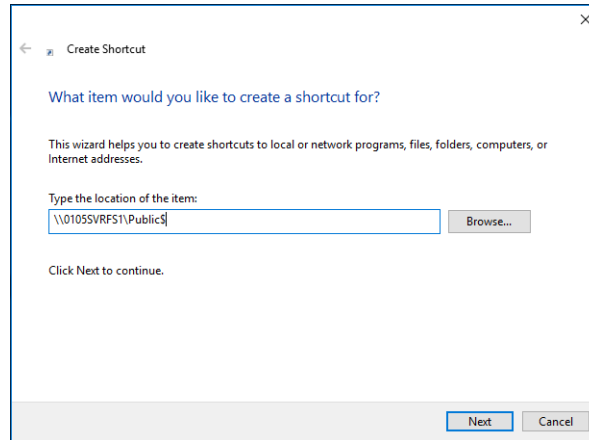 Create Shortcut
What item would you like to create a shortcut for?
This wizard helps you to create shortcuts to local or network programs, files, folders, computers, or
Internet addresses.
Type the location of the item:
\\0105SVRFS1\Public$
Browse...
Click Next to continue.
Next
Cancel